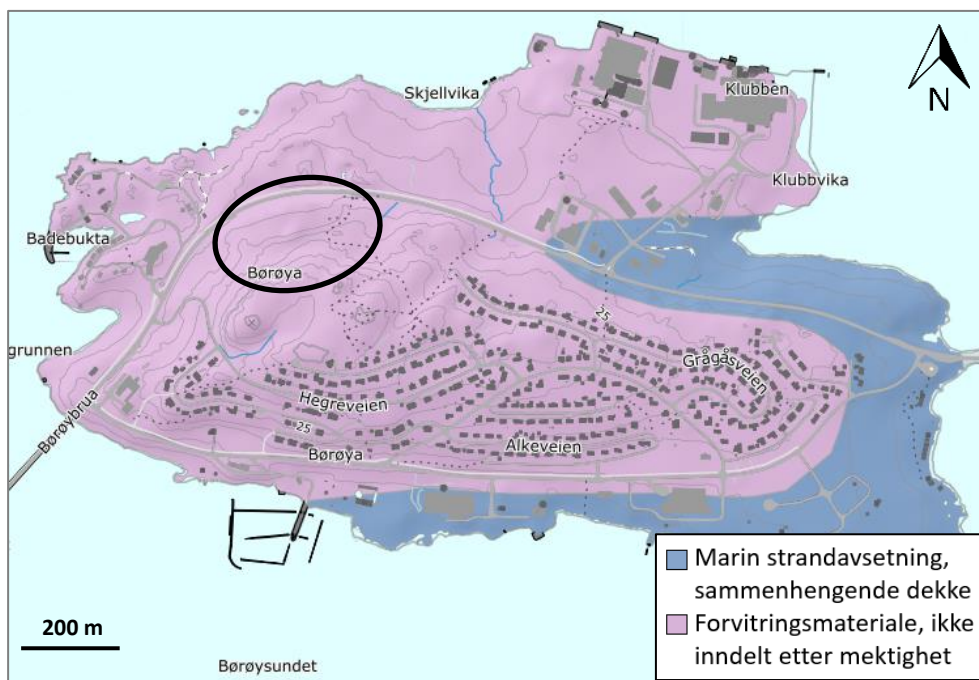 Skjellvika
Klubben
N
Klubbvika
Badebukta
Børøya
grunnen
25
Grågåsveien
Hegreveien
Børøybrua
25
Børøya
Alkeveien
Marin strandavsetning,
sammenhengende dekke
Forvitringsmateriale, ikke
inndelt etter mektighet
200 m
Børøysundet